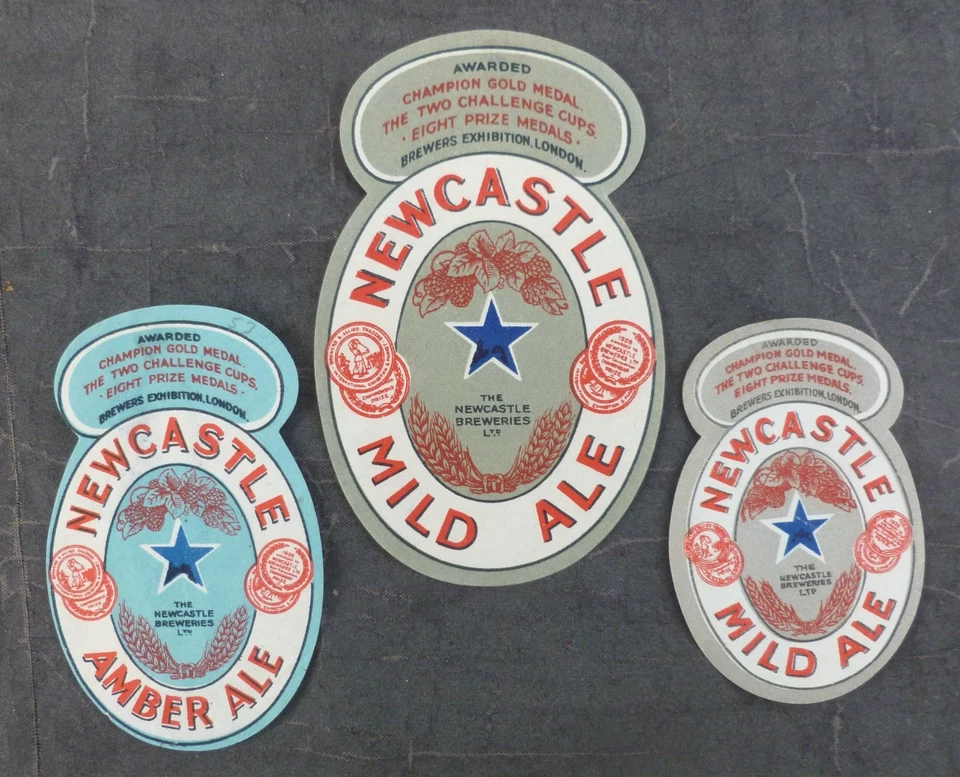 AWARDED
CHAMPION GOLD MEDAL.
THE TWO CHALLENGE CUPS.
· EIGHT PRIZE MEDALS ·
BREWERS EXHIBITION, LONDON.
NEWCASTLE
1928
THE
NEWCASTLE
BREWERIES
LTD
MILD ALE
52
AWARDED
CHAMPION GOLD MEDAL.
THE TWO CHALLENGE CUPS.
· EIGHT PRIZE MEDALS ·
BREWERS EXHIBITION, LONDON.
NEWCASTLE
1928
THE
NEWCASTLE
BREWERIES
LTD
AMBER ALE
AWARDED
CHAMPION GOLD MEDAL.
THE TWO CHALLENGE CUPS.
EIGHT PRIZE MEDALS.
BREWERS EXHIBITION, LONDON.
NEWCASTLE
THE
NEWCASTLE
BREWERIES
LTD
MILD ALE